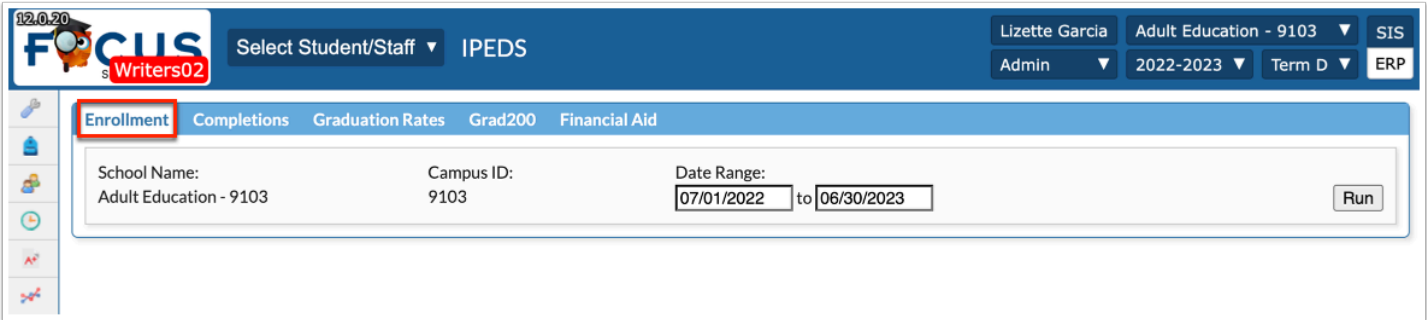 12.0.20
FOCUS
Writers02
Select Student/Staff ▼
IPEDS
Lizette Garcia
Adult Education - 9103 ▼
SIS
Admin ▼
2022-2023 ▼
Term D ▼
ERP
Enrollment Completions Graduation Rates Grad200 Financial Aid
School Name: Campus ID: Date Range:
Adult Education - 9103 9103 07/01/2022 to 06/30/2023 Run